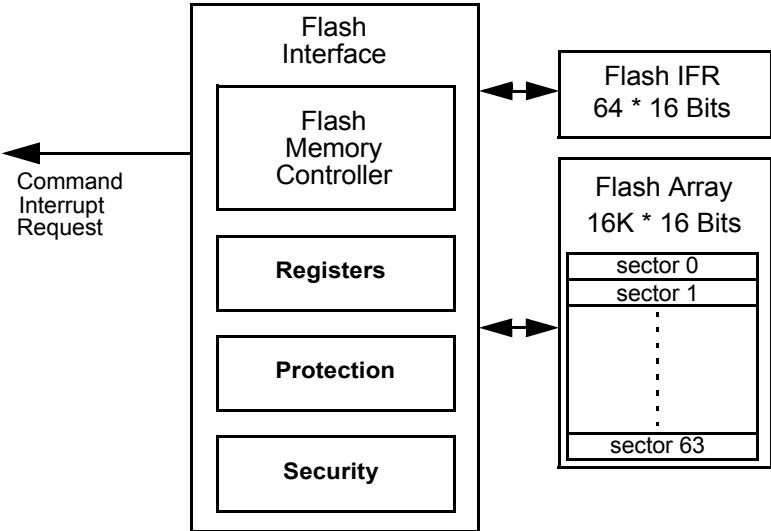 Flash
Interface
Flash
Memory
Controller
Registers
Protection
Security
Command
Interrupt
Request
Flash IFR
64 * 16 Bits
Flash Array
16K * 16 Bits
sector 0
sector 1
sector 63